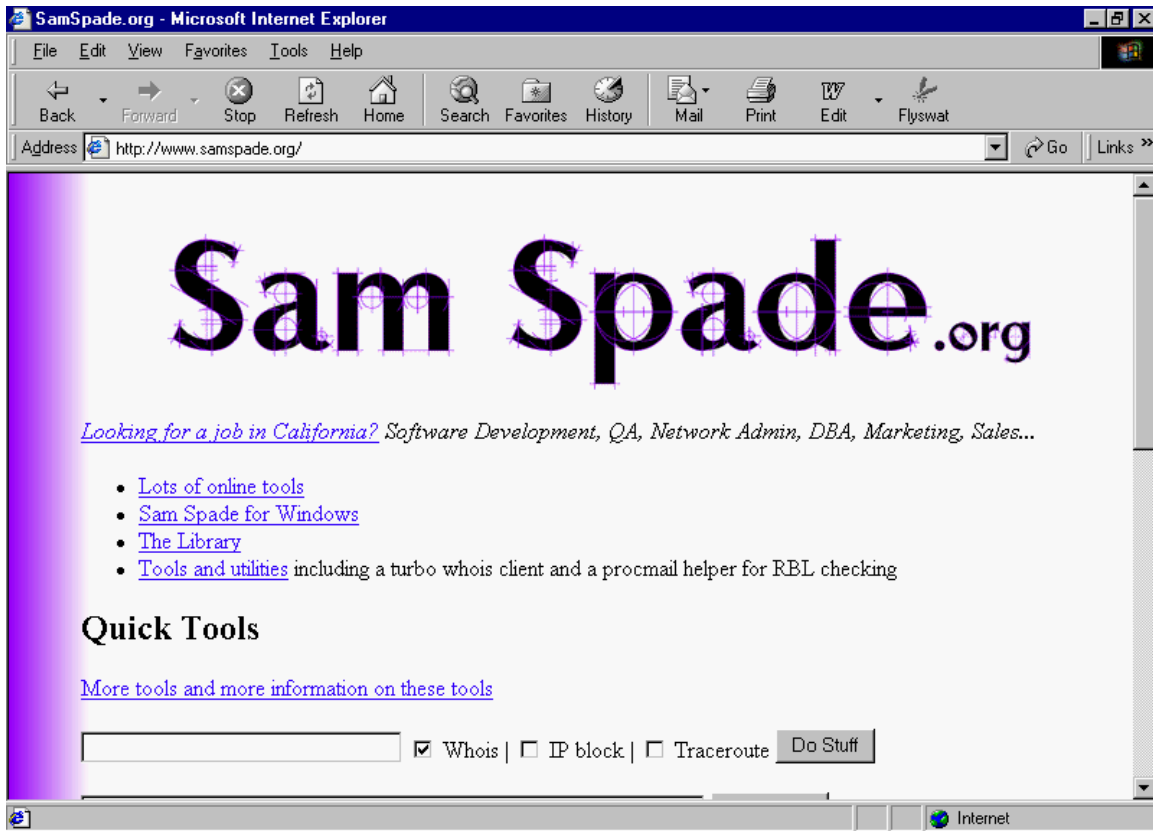 SamSpade.org - Microsoft Internet Explorer
File Edit View Favorites Tools Help
Back Forward Stop Refresh Home Search Favorites History Mail Print Edit Flyswat
Address http://www.samspade.org/ Go Links »
Sam Spade.org
Looking for a job in California? Software Development, QA, Network Admin, DBA, Marketing, Sales...
• Lots of online tools
• Sam Spade for Windows
• The Library
• Tools and utilities including a turbo whois client and a procmail helper for RBL checking
Quick Tools
More tools and more information on these tools
Whois | IP block | Traceroute Do Stuff
Internet